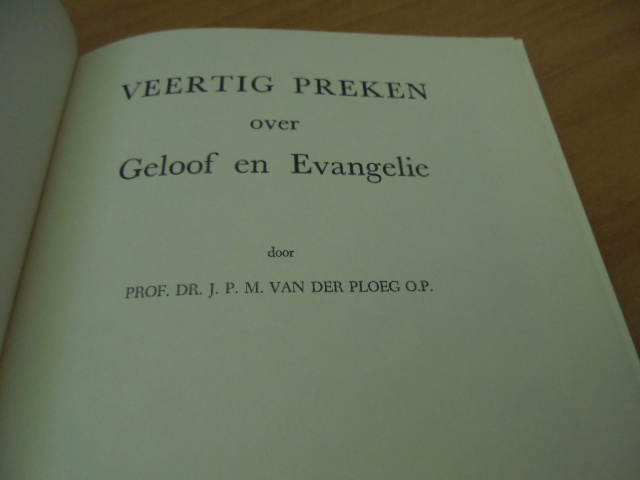 VEERTIG PREKEN
over
Geloof en Evangelie
door
PROF. DR. J. P. M. VAN DER PLOEG O.P.